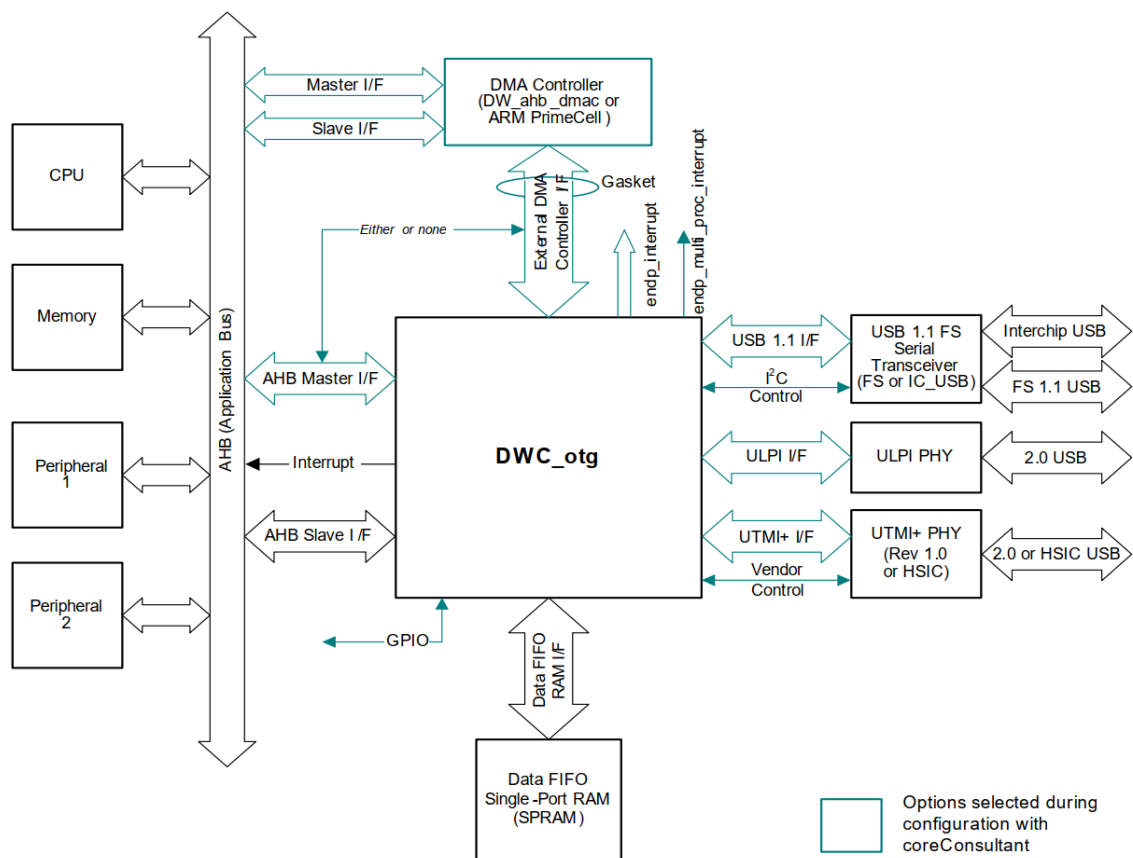 DMA Controller
(DW_ahb_dmac or
ARM PrimeCell )
Master I/F
Slave I/F
CPU
Gasket
External DMA
Controller I/F
endp_interrupt
endp_multi_proc_interrupt
Either or none
Memory
AHB (Application Bus)
AHB Master I/F
DWC_otg
USB 1.1 I/F
I2C
Control
USB 1.1 FS
Serial
Transceiver
(FS or IC_USB)
Interchip USB
FS 1.1 USB
Peripheral
1
Interrupt
ULPI I/F
ULPI PHY
2.0 USB
AHB Slave I/F
UTMI+ I/F
Vendor
Control
UTMI+ PHY
(Rev 1.0
or HSIC)
2.0 or HSIC USB
Peripheral
2
GPIO
Data FIFO
RAM I/F
Data FIFO
Single-Port RAM
(SPRAM)
Options selected during
configuration with
coreConsultant